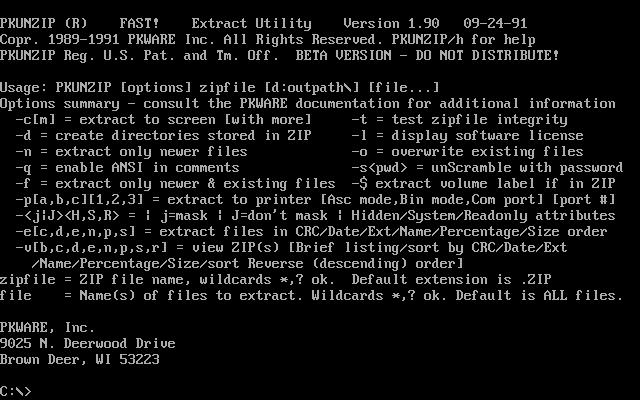 PKUNZIP (R)    FAST!    Extract Utility    Version 1.90   09-24-91
Copr. 1989-1991 PKWARE Inc. All Rights Reserved. PKUNZIP/h for help
PKUNZIP Reg. U.S. Pat. and Tm. Off.  BETA VERSION - DO NOT DISTRIBUTE!

Usage: PKUNZIP [options] zipfile [d:outpath\] [file...]
Options summary - consult the PKWARE documentation for additional information
  -c[m] = extract to screen [with more]     -t = test zipfile integrity
  -d = create directories stored in ZIP     -l = display software license
  -n = extract only newer files             -o = overwrite existing files
  -q = enable ANSI in comments              -s<pwd> = unScramble with password
  -f = extract only newer & existing files  -$ extract volume label if in ZIP
  -p[a,b,c][1,2,3] = extract to printer [Asc mode,Bin mode,Com port] [port #]
  -<j|J><H,S,R> = | j=mask | J=don't mask | Hidden/System/Readonly attributes
  -e[c,d,e,n,p,s] = extract files in CRC/Date/Ext/Name/Percentage/Size order
  -v[b,c,d,e,n,p,s,r] = view ZIP(s) [Brief listing/sort by CRC/Date/Ext
    /Name/Percentage/Size/sort Reverse (descending) order]
zipfile = ZIP file name, wildcards *,? ok.  Default extension is .ZIP
file    = Name(s) of files to extract. Wildcards *,? ok. Default is ALL files.

PKWARE, Inc.
9025 N. Deerwood Drive
Brown Deer, WI 53223

C:\>